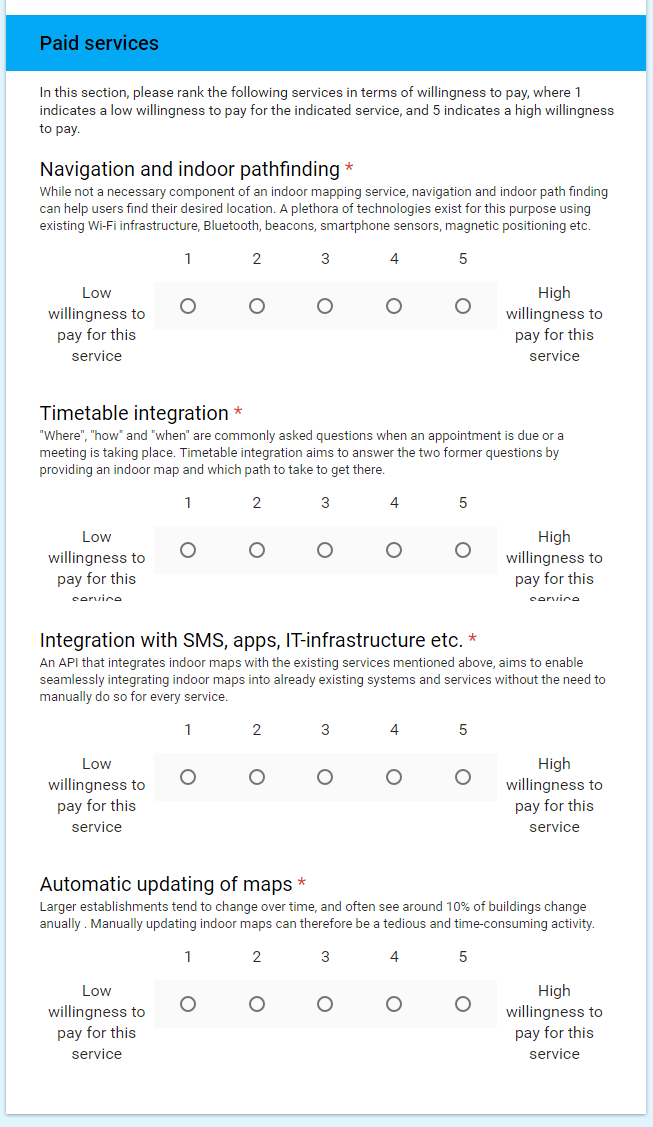 Paid services
In this section, please rank the following services in terms of willingness to pay, where 1
indicates a low willingness to pay for the indicated service, and 5 indicates a high willingness
to pay.
Navigation and indoor pathfinding *
While not a necessary component of an indoor mapping service, navigation and indoor path finding
can help users find their desired location. A plethora of technologies exist for this purpose using
existing Wi-Fi infrastructure, Bluetooth, beacons, smartphone sensors, magnetic positioning etc.
1 2 3 4 5
Low
willingness to
pay for this
service
High
willingness to
pay for this
service
Timetable integration *
"Where", "how" and "when" are commonly asked questions when an appointment is due or a
meeting is taking place. Timetable integration aims to answer the two former questions by
providing an indoor map and which path to take to get there.
1 2 3 4 5
Low
willingness to
pay for this
service
High
willingness to
pay for this
service
Integration with SMS, apps, IT-infrastructure etc. *
An API that integrates indoor maps with the existing services mentioned above, aims to enable
seamlessly integrating indoor maps into already existing systems and services without the need to
manually do so for every service.
1 2 3 4 5
Low
willingness to
pay for this
service
High
willingness to
pay for this
service
Automatic updating of maps *
Larger establishments tend to change over time, and often see around 10% of buildings change
anually . Manually updating indoor maps can therefore be a tedious and time-consuming activity.
1 2 3 4 5
Low
willingness to
pay for this
service
High
willingness to
pay for this
service